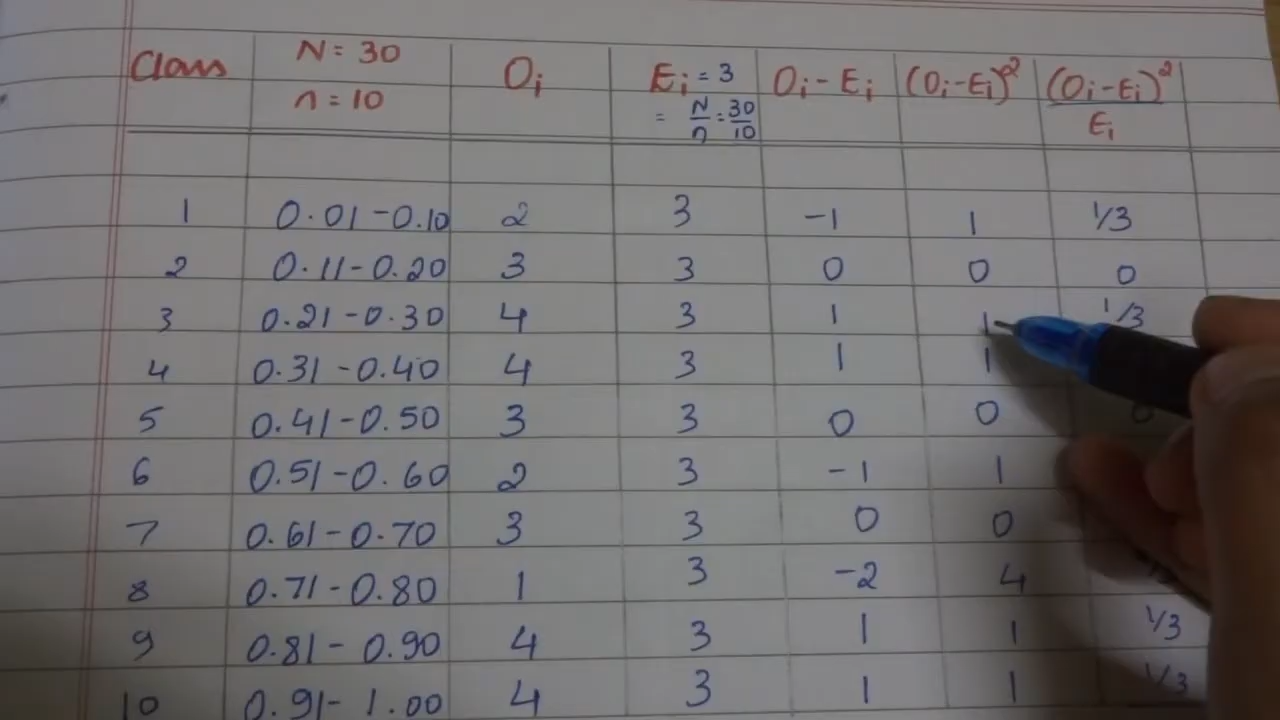 Class N = 30 n = 10 Oi Ei = 3 = N/n = 30/10 Oi - Ei (Oi - Ei)² (Oi - Ei)²/Ei
1 0.01 - 0.10 2 3 -1 1 1/3
2 0.11 - 0.20 3 3 0 0 0
3 0.21 - 0.30 4 3 1 1 1/3
4 0.31 - 0.40 4 3 1 1
5 0.41 - 0.50 3 3 0 0 0
6 0.51 - 0.60 2 3 -1 1
7 0.61 - 0.70 3 3 0 0
8 0.71 - 0.80 1 3 -2 4
9 0.81 - 0.90 4 3 1 1 1/3
10 0.91 - 1.00 4 3 1 1 1/3